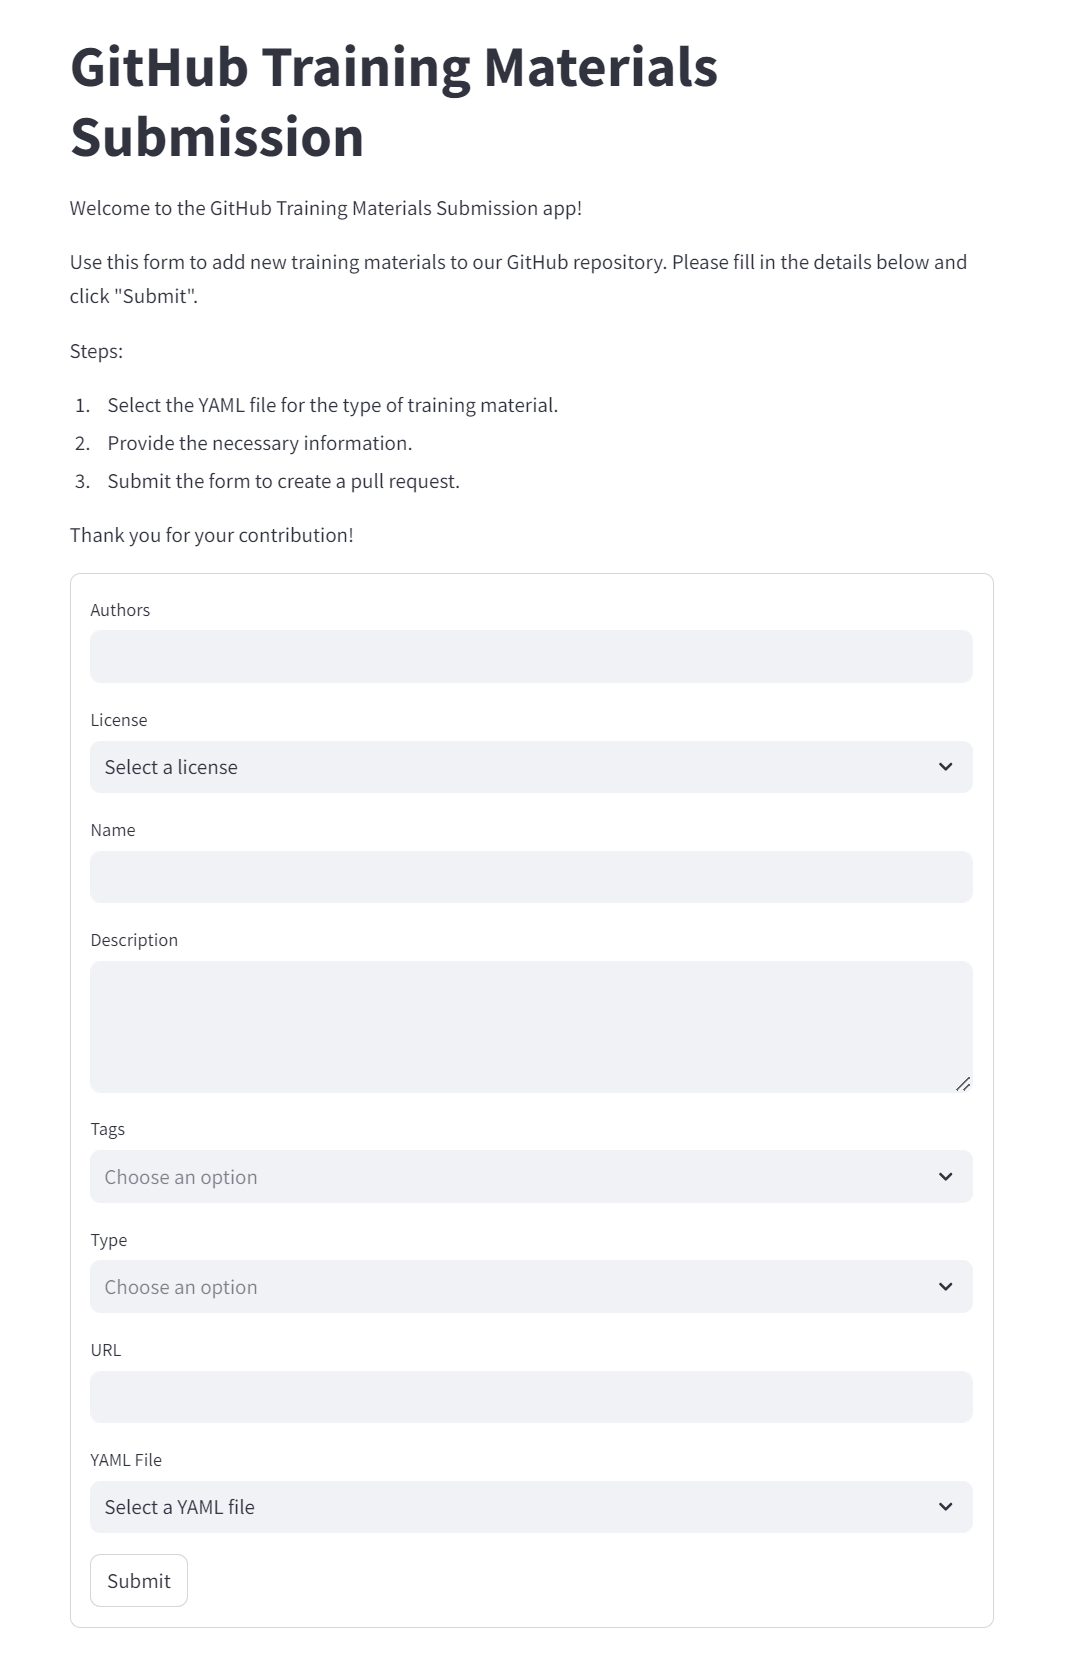 GitHub Training Materials
Submission
Welcome to the GitHub Training Materials Submission app!
Use this form to add new training materials to our GitHub repository. Please fill in the details below and
click "Submit".
Steps:
1. Select the YAML file for the type of training material.
2. Provide the necessary information.
3. Submit the form to create a pull request.
Thank you for your contribution!
Authors
License
Select a license
Name
Description
Tags
Choose an option
Type
Choose an option
URL
YAML File
Select a YAML file
Submit